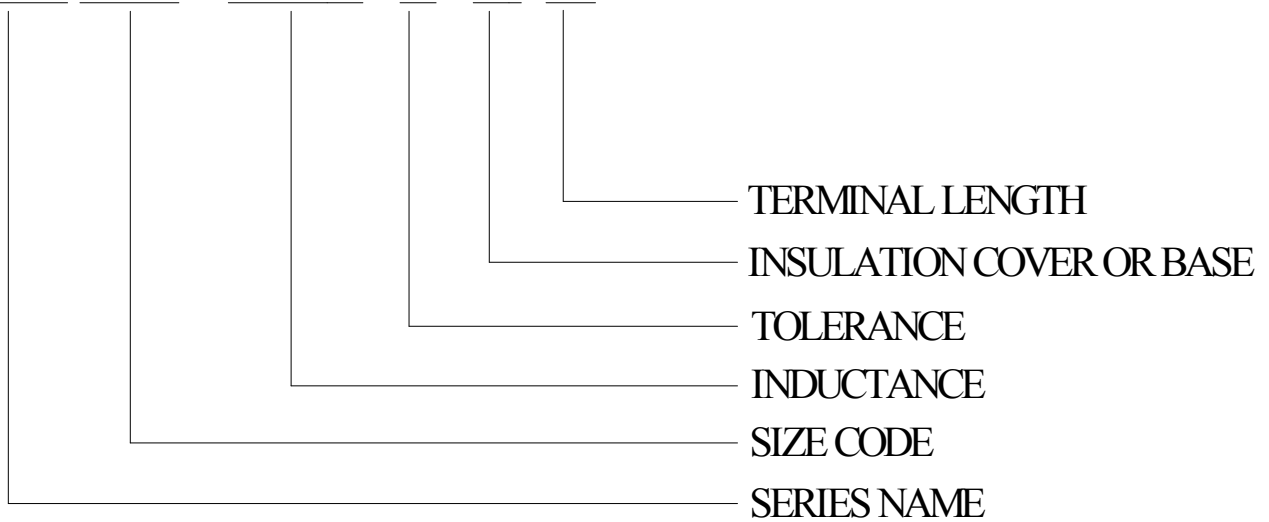 TERMINAL LENGTH
INSULATION COVER OR BASE
TOLERANCE
INDUCTANCE
SIZE CODE
SERIES NAME